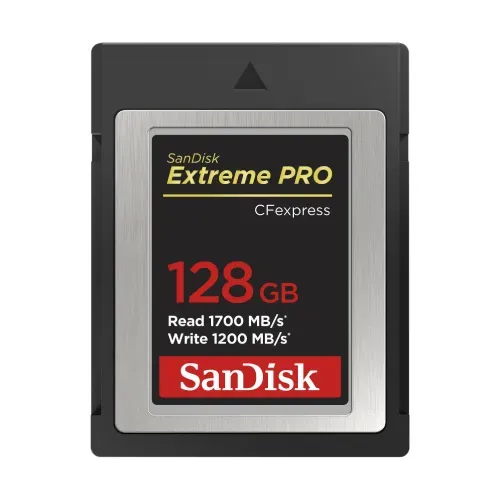 SanDisk
Extreme PRO
CFexpress
128 GB
Read 1700 MB/s*
Write 1200 MB/s*
SanDisk